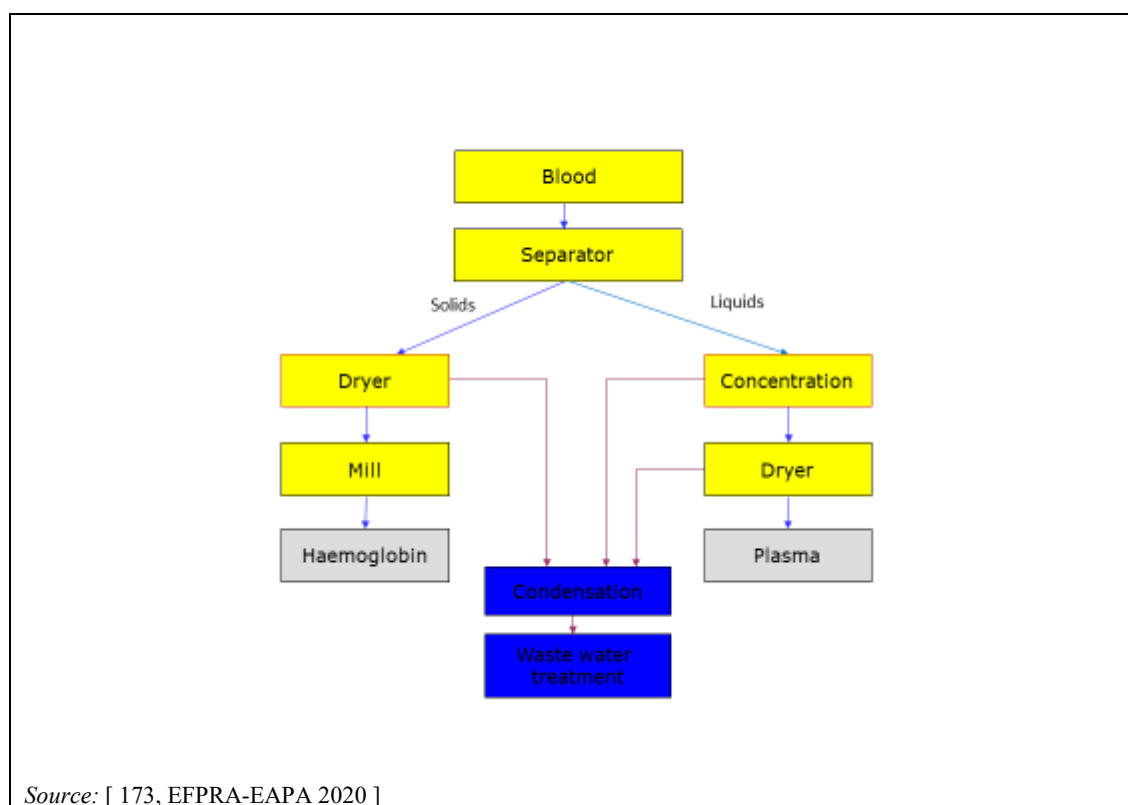 Blood
Separator
Solids
Liquids
Dryer
Concentration
Mill
Dryer
Haemoglobin
Plasma
Condensation
Waste water
treatment
Source: [ 173, EFPRA-EAPA 2020 ]